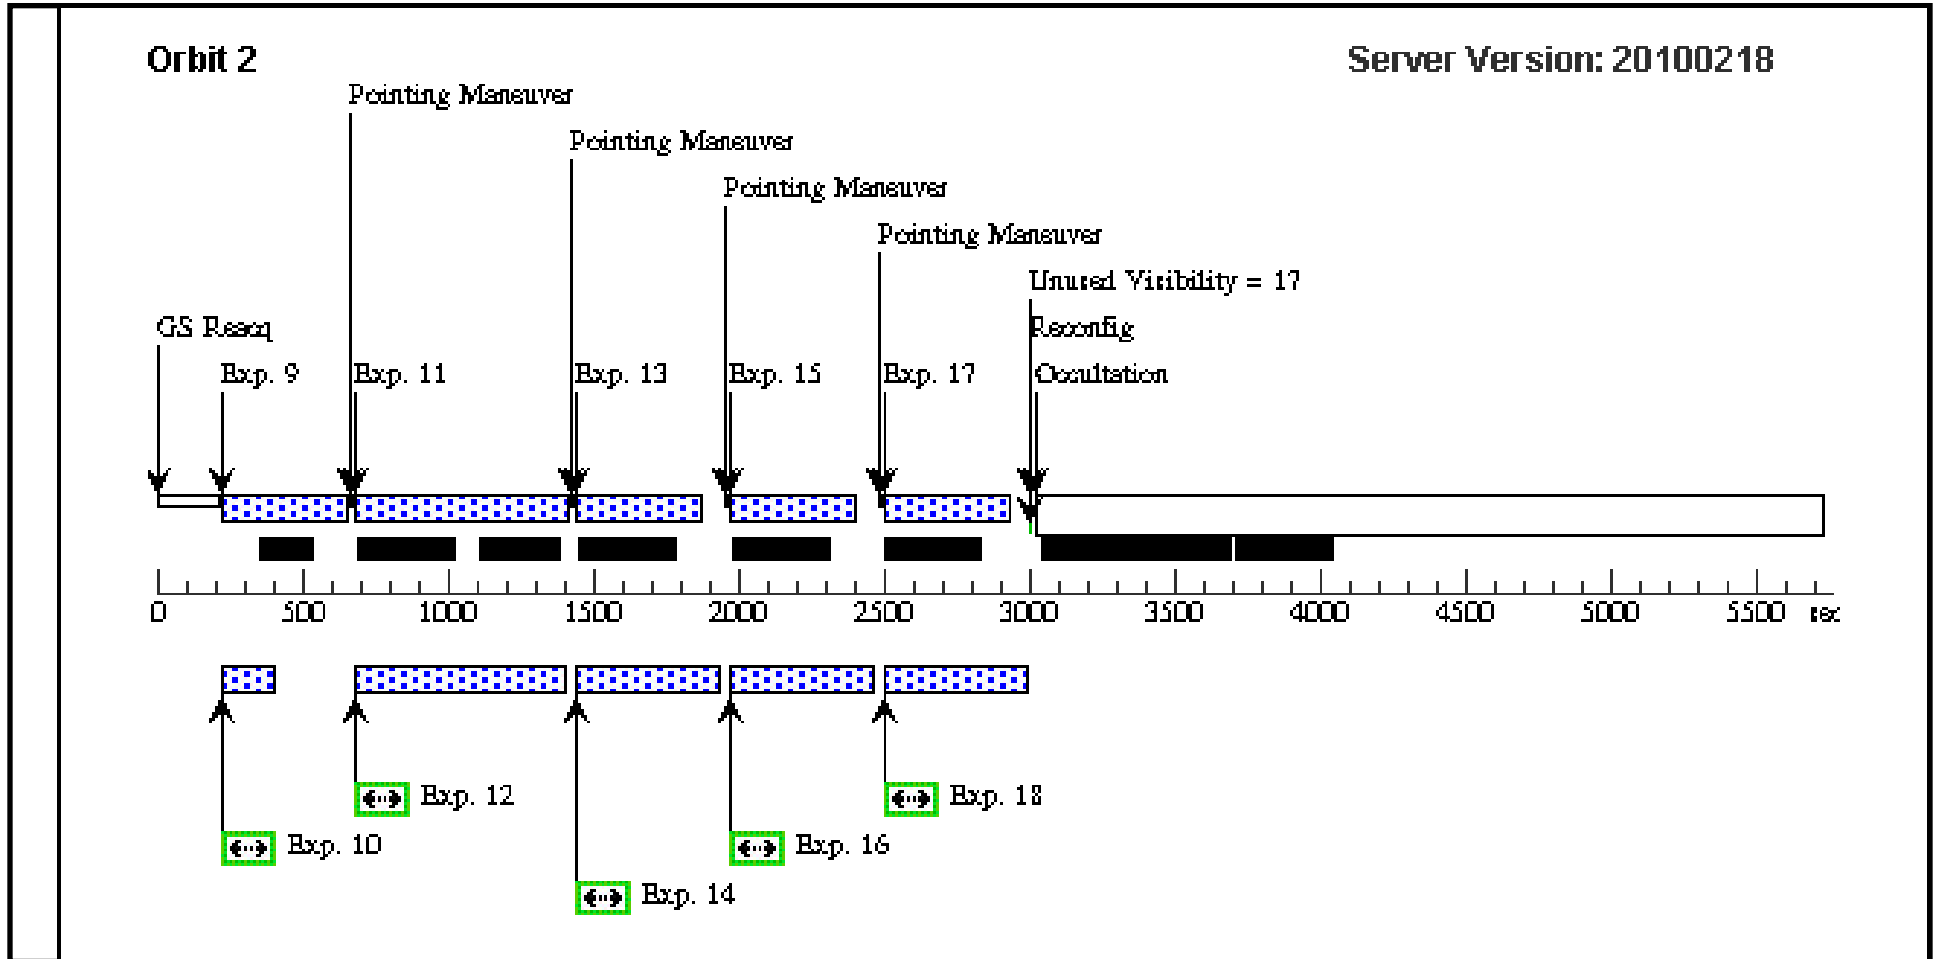 Orbit 2
Server Version: 20100218
Pointing Maneuver
Pointing Maneuver
Pointing Maneuver
Pointing Maneuver
Unused Visibility = 17
GS Reacq
Reconfig
Exp. 9
Exp. 11
Exp. 13
Exp. 15
Exp. 17
Occultation
0 500 1000 1500 2000 2500 3000 3500 4000 4500 5000 5500 sec
Exp. 12
Exp. 18
Exp. 10
Exp. 16
Exp. 14